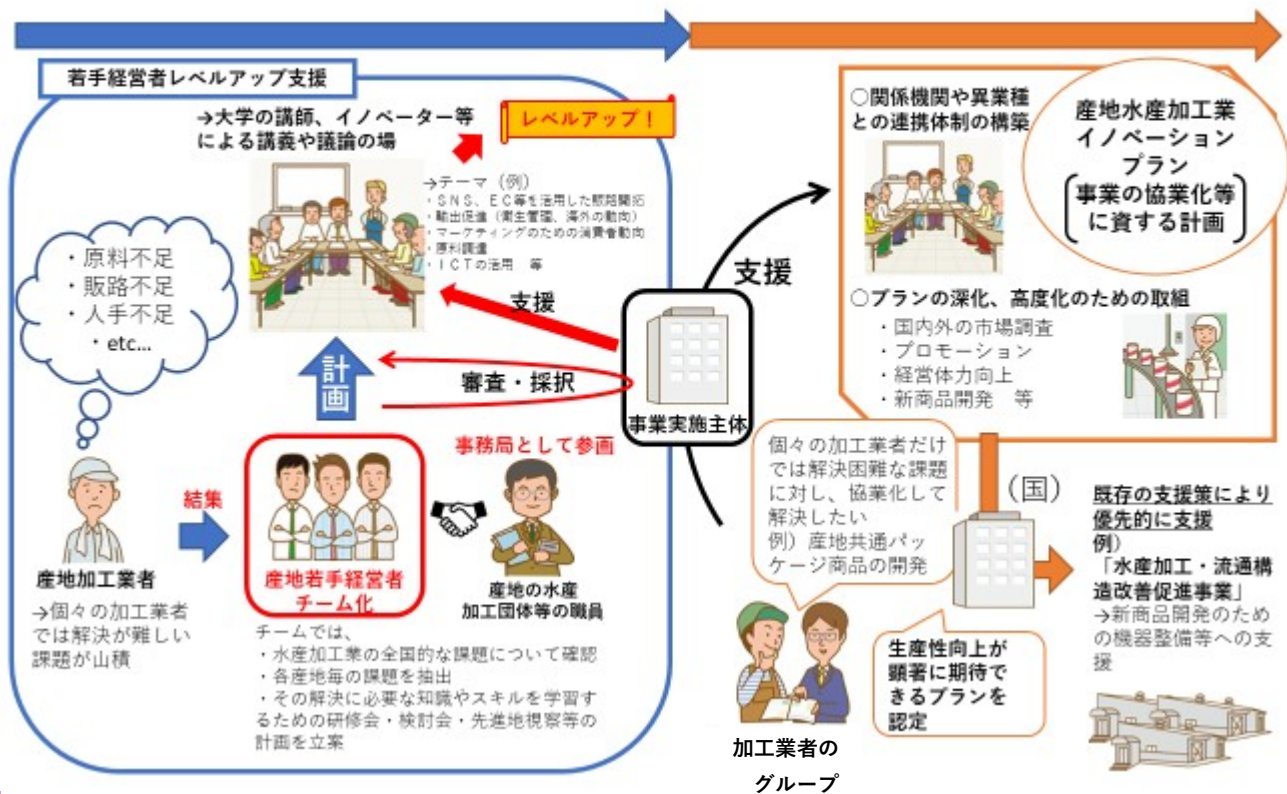 若手経営者レベルアップ支援
→大学の講師、イノベーター等
による講義や議論の場
レベルアップ！
→テーマ（例）
・ＳＮＳ、ＥＣ等を活用した販路開拓
・輸出促進（衛生管理、海外の動向）
・マーケティングのための消費者動向
・原料調達
・ＩＣＴの活用　等
・原料不足
・販路不足
・人手不足
・etc...
支援
計画
審査・採択
事業実施主体
産地加工業者
→個々の加工業者
では解決が難しい
課題が山積
結集
産地若手経営者
チーム化
事務局として参画
産地の水産
加工団体等の職員
チームでは、
・水産加工業の全国的な課題について確認
・各産地毎の課題を抽出
・その解決に必要な知識やスキルを学習す
るための研修会・検討会・先進地視察等の
計画を立案
支援
○関係機関や異業種
との連携体制の構築
産地水産加工業
イノベーション
プラン
事業の協業化等
に資する計画
○プランの深化、高度化のための取組
・国内外の市場調査
・プロモーション
・経営体力向上
・新商品開発　等
個々の加工業者だけ
では解決困難な課題
に対し、協業化して
解決したい
例）産地共通パッ
ケージ商品の開発
加工業者の
グループ
（国）
生産性向上が
顕著に期待で
きるプランを
認定
既存の支援策により
優先的に支援
例）
「水産加工・流通構
造改善促進事業」
→新商品開発のため
の機器整備等への支
援